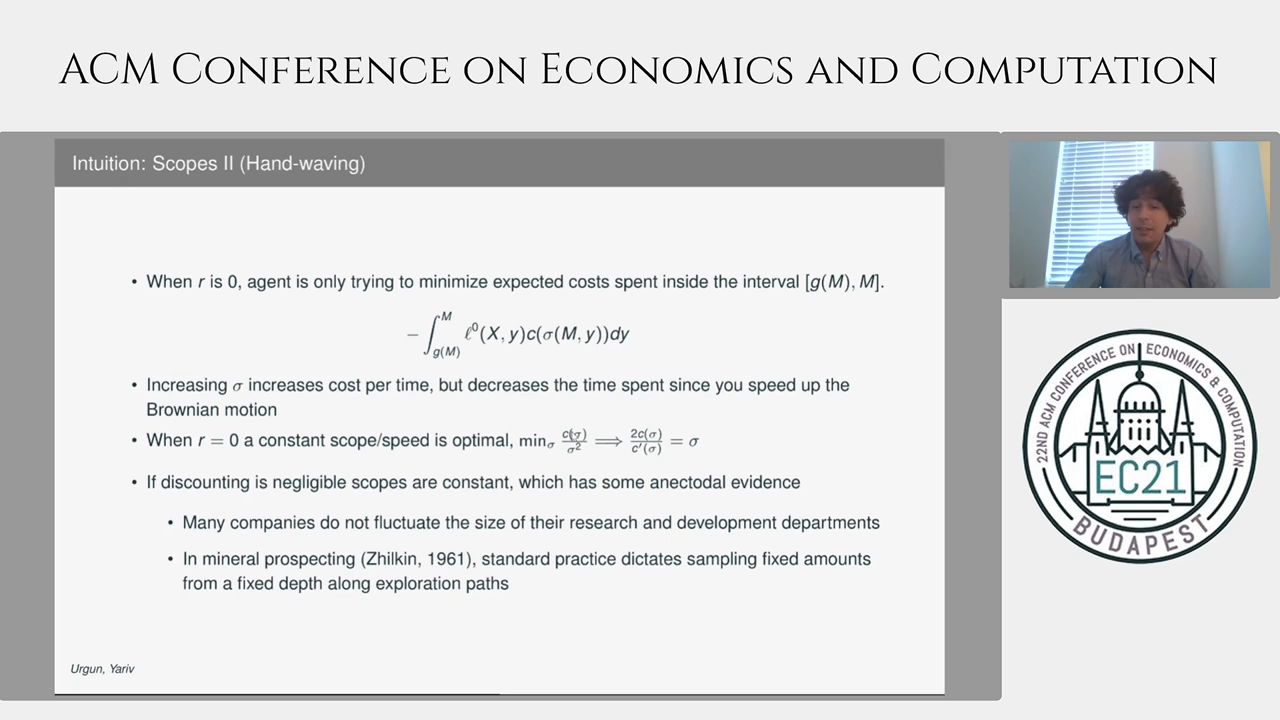 ACM Conference on Economics and Computation
Intuition: Scopes II (Hand-waving)
• When r is 0, agent is only trying to minimize expected costs spent inside the interval [g(M), M].
− ∫_{g(M)}^{M} ℓ⁰(X, y)c(σ(M, y))dy
• Increasing σ increases cost per time, but decreases the time spent since you speed up the
Brownian motion
• When r = 0 a constant scope/speed is optimal, min_σ c(σ)/σ² ⟹ 2c(σ)/c′(σ) = σ
• If discounting is negligible scopes are constant, which has some anectodal evidence
• Many companies do not fluctuate the size of their research and development departments
• In mineral prospecting (Zhilkin, 1961), standard practice dictates sampling fixed amounts
from a fixed depth along exploration paths
Urgun, Yariv
22ND ACM CONFERENCE ON ECONOMICS & COMPUTATION
EC21
BUDAPEST